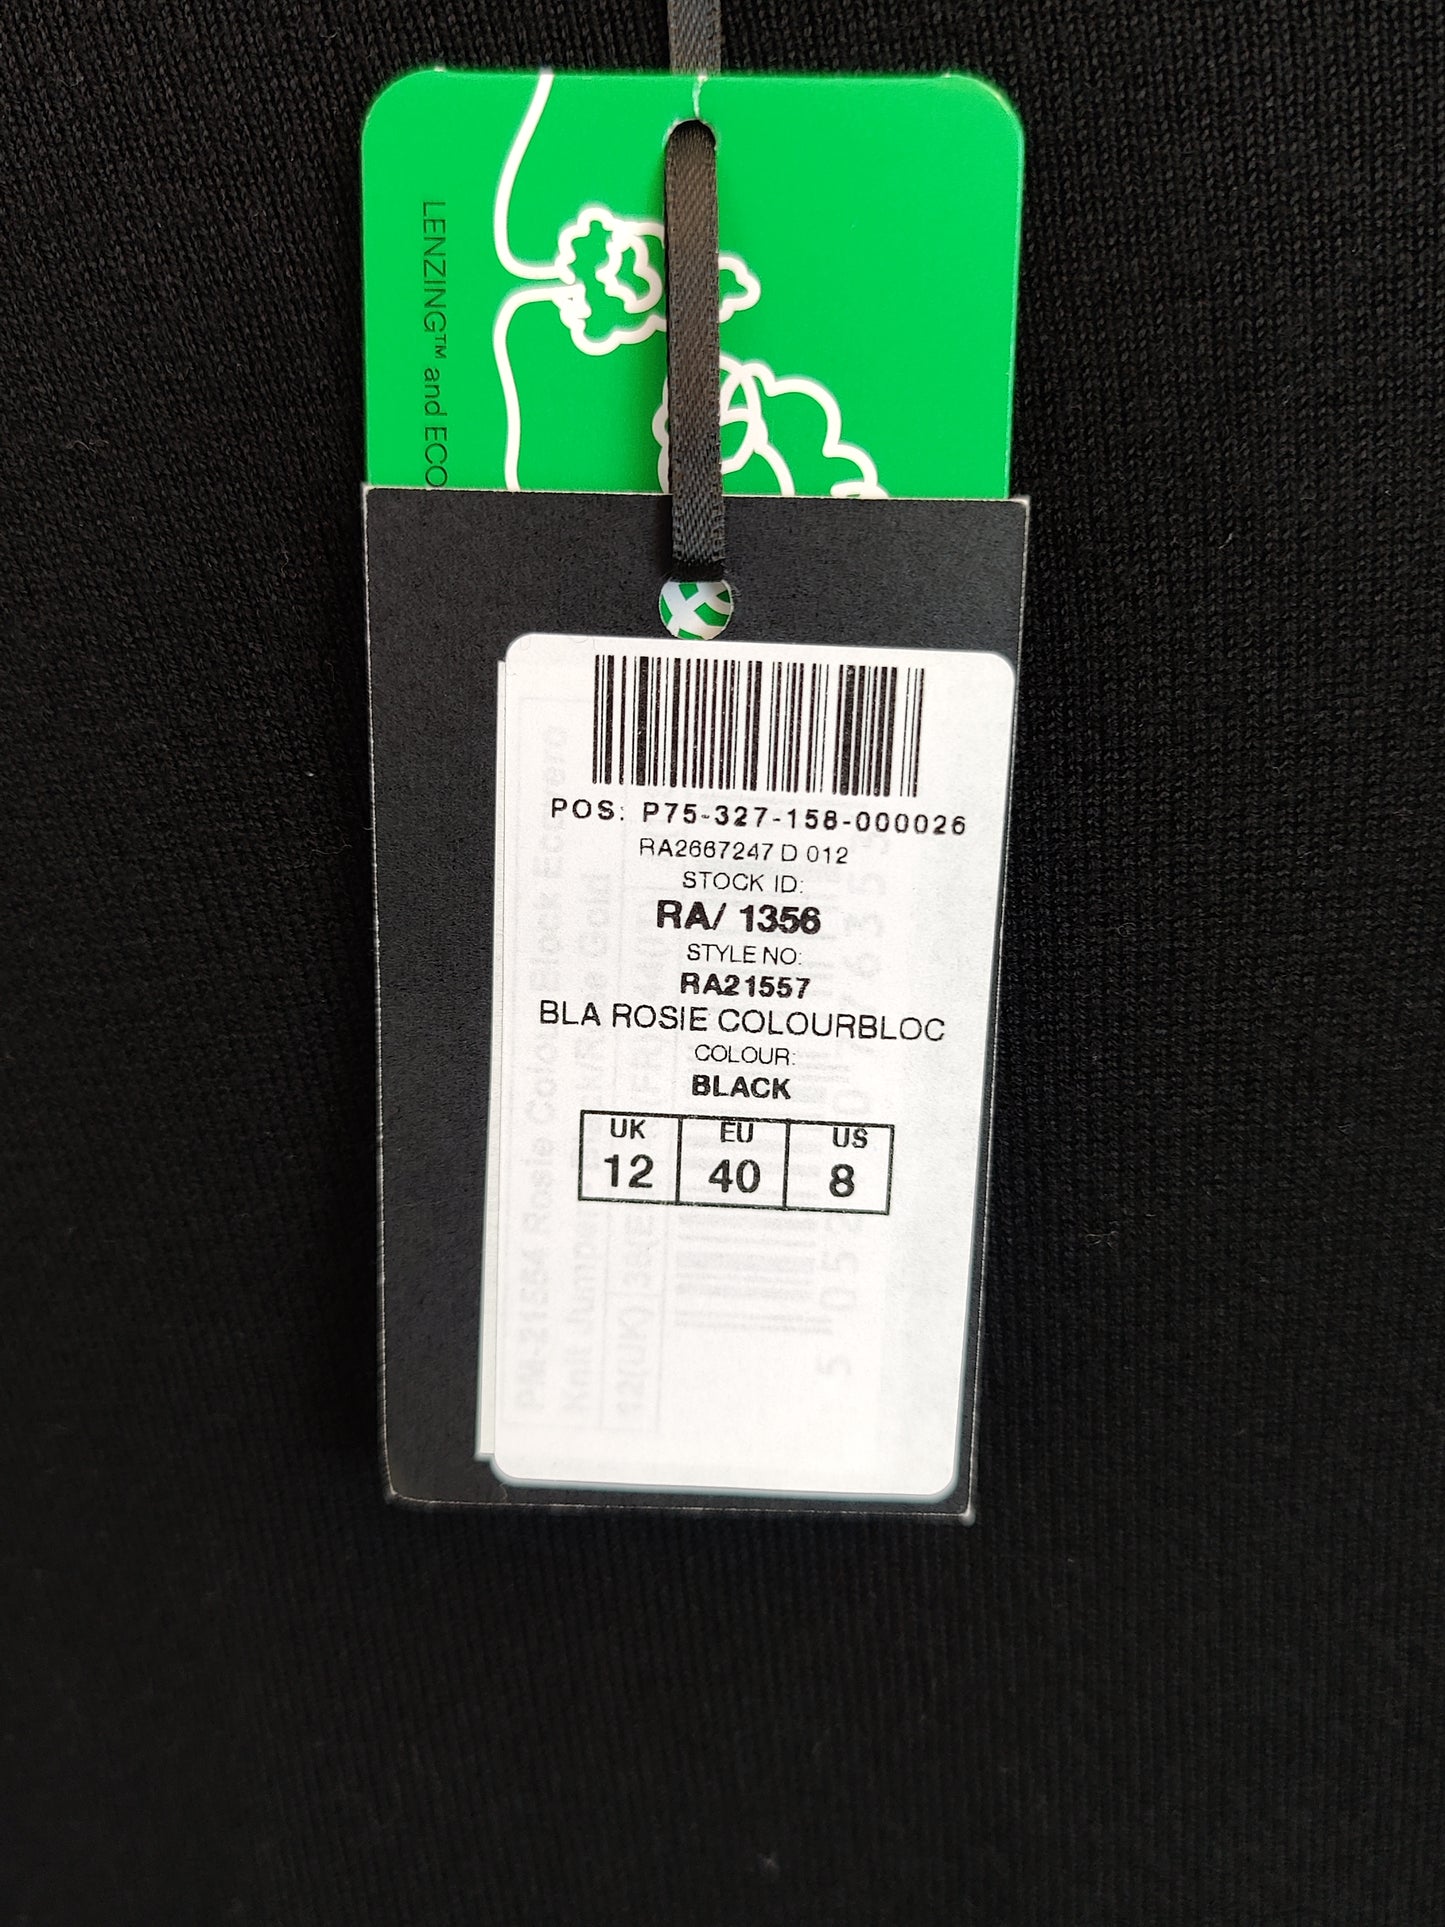 LENZING™ and ECO
POS: P75-327-158-000026
RA2667247 D 012
STOCK ID:
RA/ 1356
STYLE NO:
RA21557
BLA ROSIE COLOURBLOC
COLOUR:
BLACK
UK EU US
12 40 8